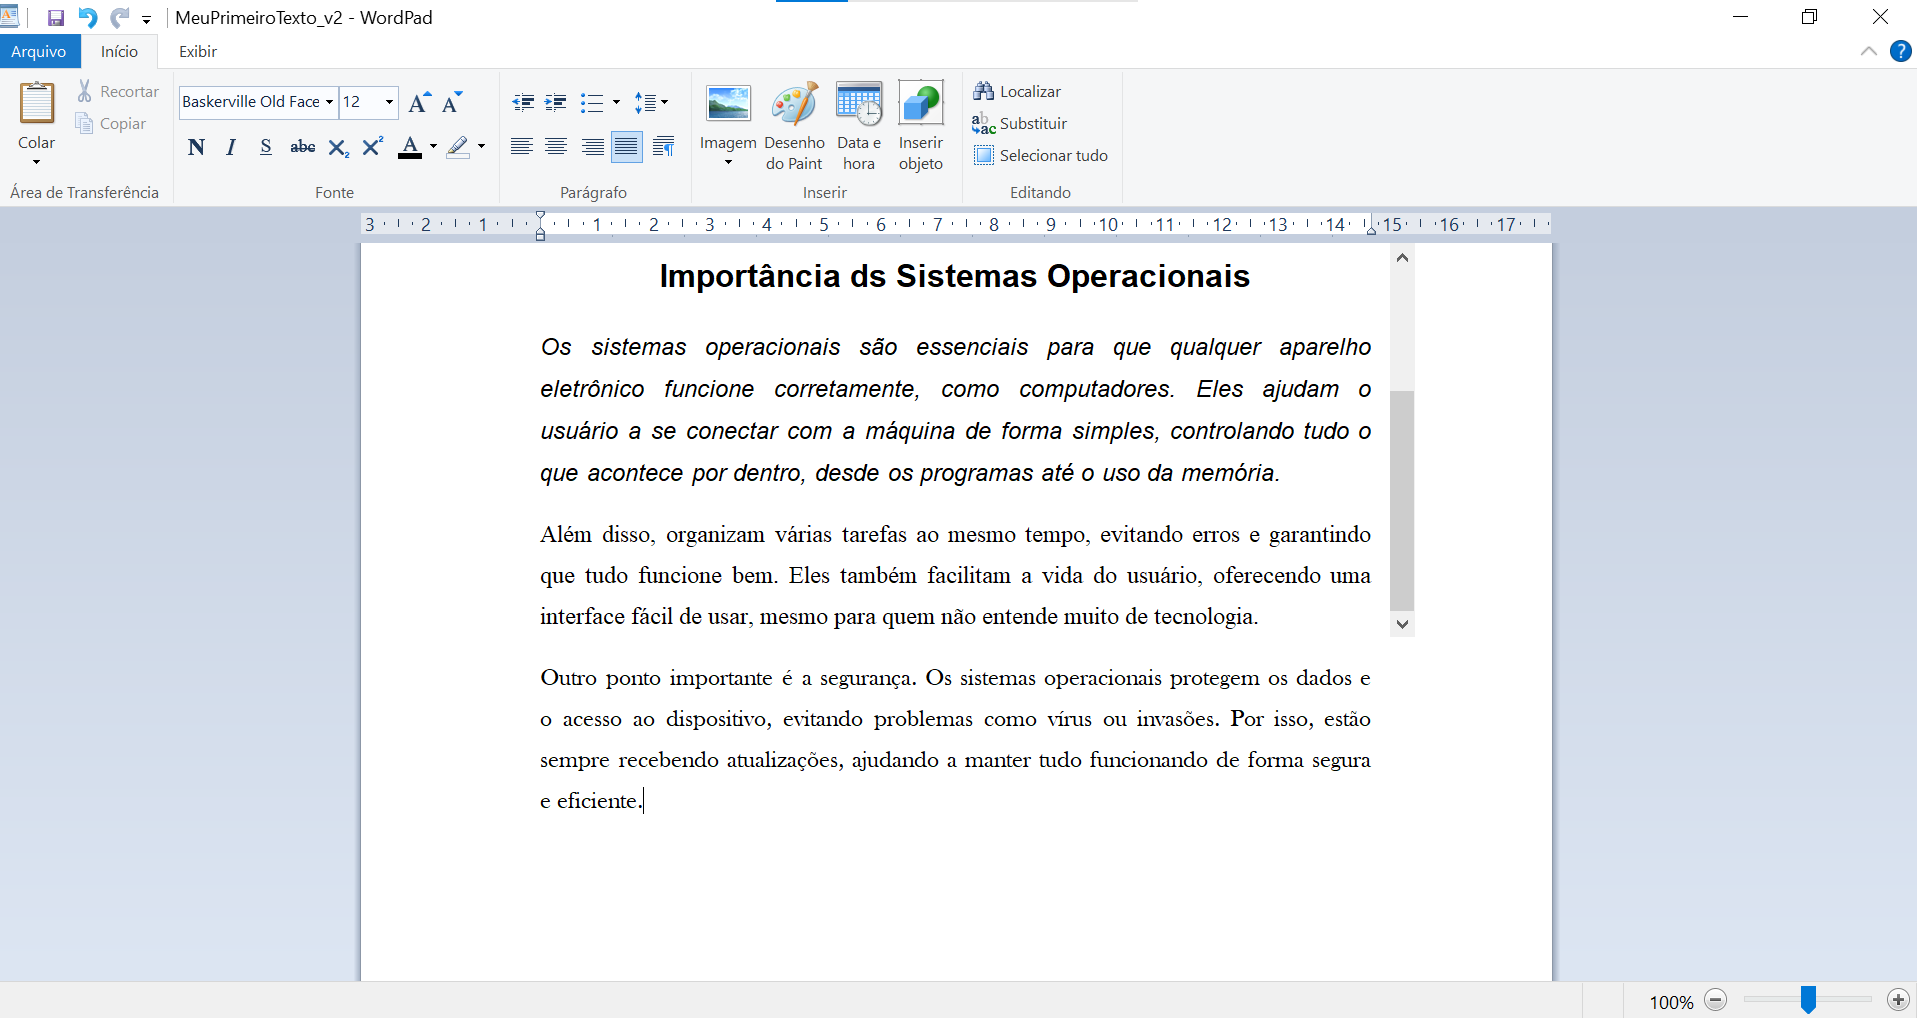 MeuPrimeiroTexto_v2 - WordPad
Arquivo Início Exibir
?
Colar
Recortar
Copiar
Área de Transferência
Baskerville Old Face 12 A A
N I S abc X₂ X² A
Fonte
Parágrafo
Imagem
Desenho do Paint
Data e hora
Inserir objeto
Inserir
Localizar
ab ac Substituir
Selecionar tudo
Editando
3 2 1 1 2 3 4 5 6 7 8 9 10 11 12 13 14 15 16 17
Importância ds Sistemas Operacionais
Os sistemas operacionais são essenciais para que qualquer aparelho
eletrônico funcione corretamente, como computadores. Eles ajudam o
usuário a se conectar com a máquina de forma simples, controlando tudo o
que acontece por dentro, desde os programas até o uso da memória.
Além disso, organizam várias tarefas ao mesmo tempo, evitando erros e garantindo
que tudo funcione bem. Eles também facilitam a vida do usuário, oferecendo uma
interface fácil de usar, mesmo para quem não entende muito de tecnologia.
Outro ponto importante é a segurança. Os sistemas operacionais protegem os dados e
o acesso ao dispositivo, evitando problemas como vírus ou invasões. Por isso, estão
sempre recebendo atualizações, ajudando a manter tudo funcionando de forma segura
e eficiente.
100%